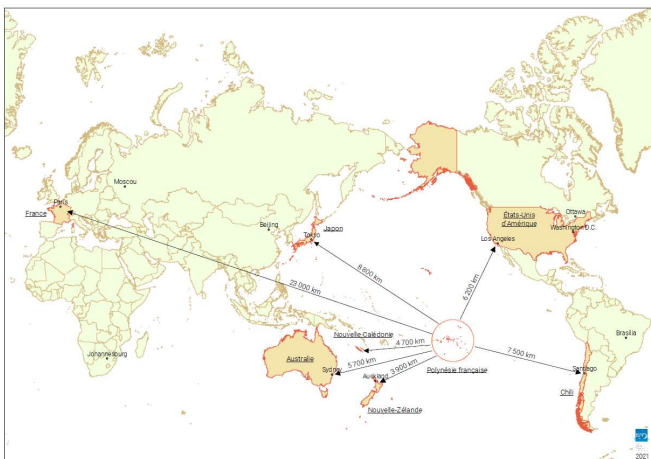 Moscou
Paris
France
Beijing
Tokyo
Japon
États-Unis
d'Amérique
Ottawa
Washington D.C.
Los Angeles
8 800 km
6 200 km
23 000 km
Nouvelle-Calédonie
4 700 km
Australie
Sydney
5 700 km
Auckland
3 900 km
Nouvelle-Zélande
Polynésie française
7 500 km
Brasilia
Santiago
Chili
Johannesburg
2021